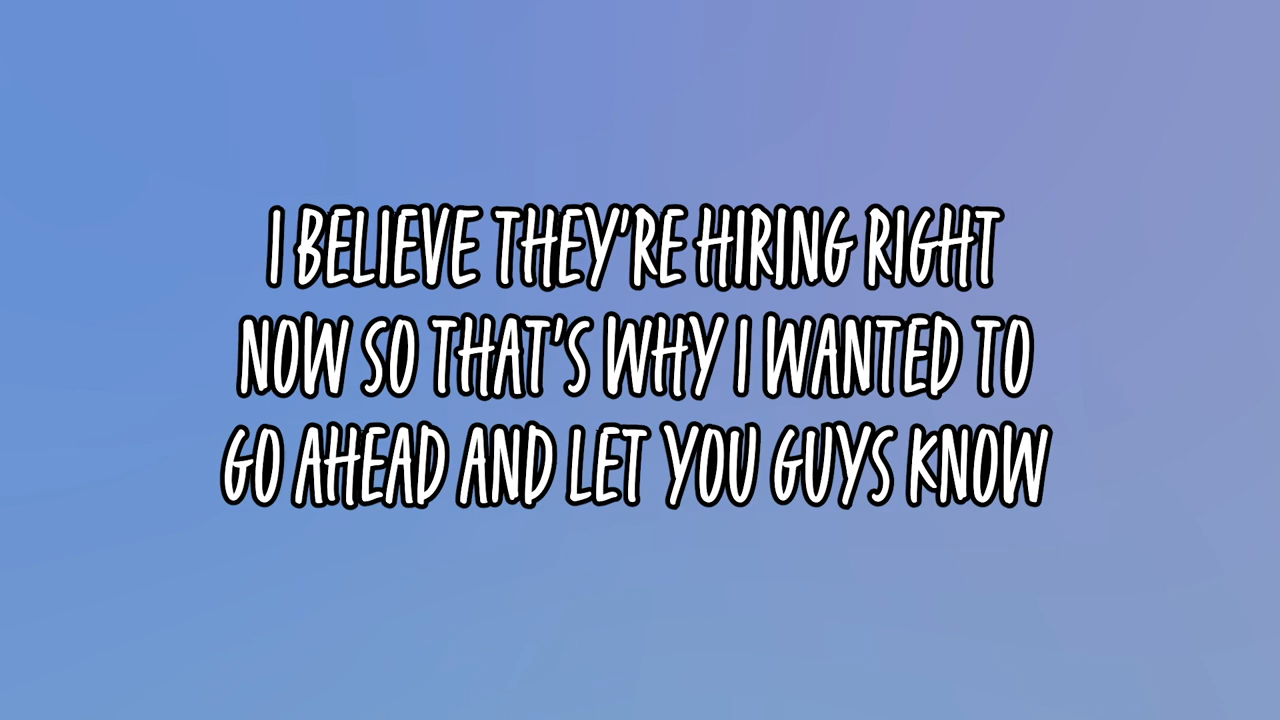 I BELIEVE THEY'RE HIRING RIGHT
NOW SO THAT'S WHY I WANTED TO
GO AHEAD AND LET YOU GUYS KNOW